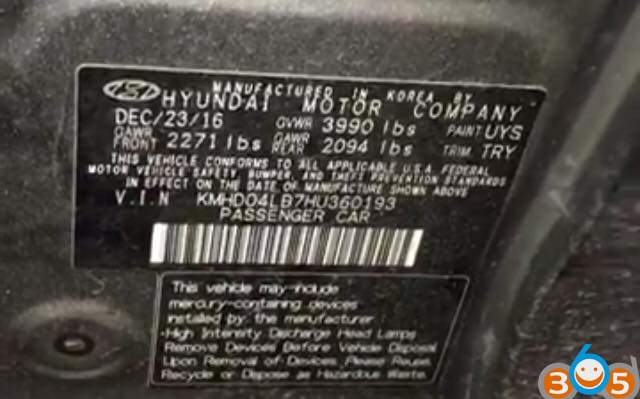 MANUFACTURED IN KOREA BY
HYUNDAI MOTOR COMPANY
DEC/23/16 GVWR 3990 lbs PAINT UYS
GAWR FRONT 2271 lbs GAWR REAR 2094 lbs TRIM TRY
THIS VEHICLE CONFORMS TO ALL APPLICABLE U.S.A. FEDERAL
MOTOR VEHICLE SAFETY, BUMPER, AND THEFT PREVENTION STANDARDS
IN EFFECT ON THE DATE OF MANUFACTURE SHOWN ABOVE
V.I.N KMHD04LB7HU360193
PASSENGER CAR
This vehicle may include
mercury-containing devices
installed by the manufacturer
-High Intensity Discharge Head Lamps
Remove Devices Before Vehicle Disposal
Upon Removal of Devices, Please Reuse,
Recycle or Dispose as Hazardous Waste.
365